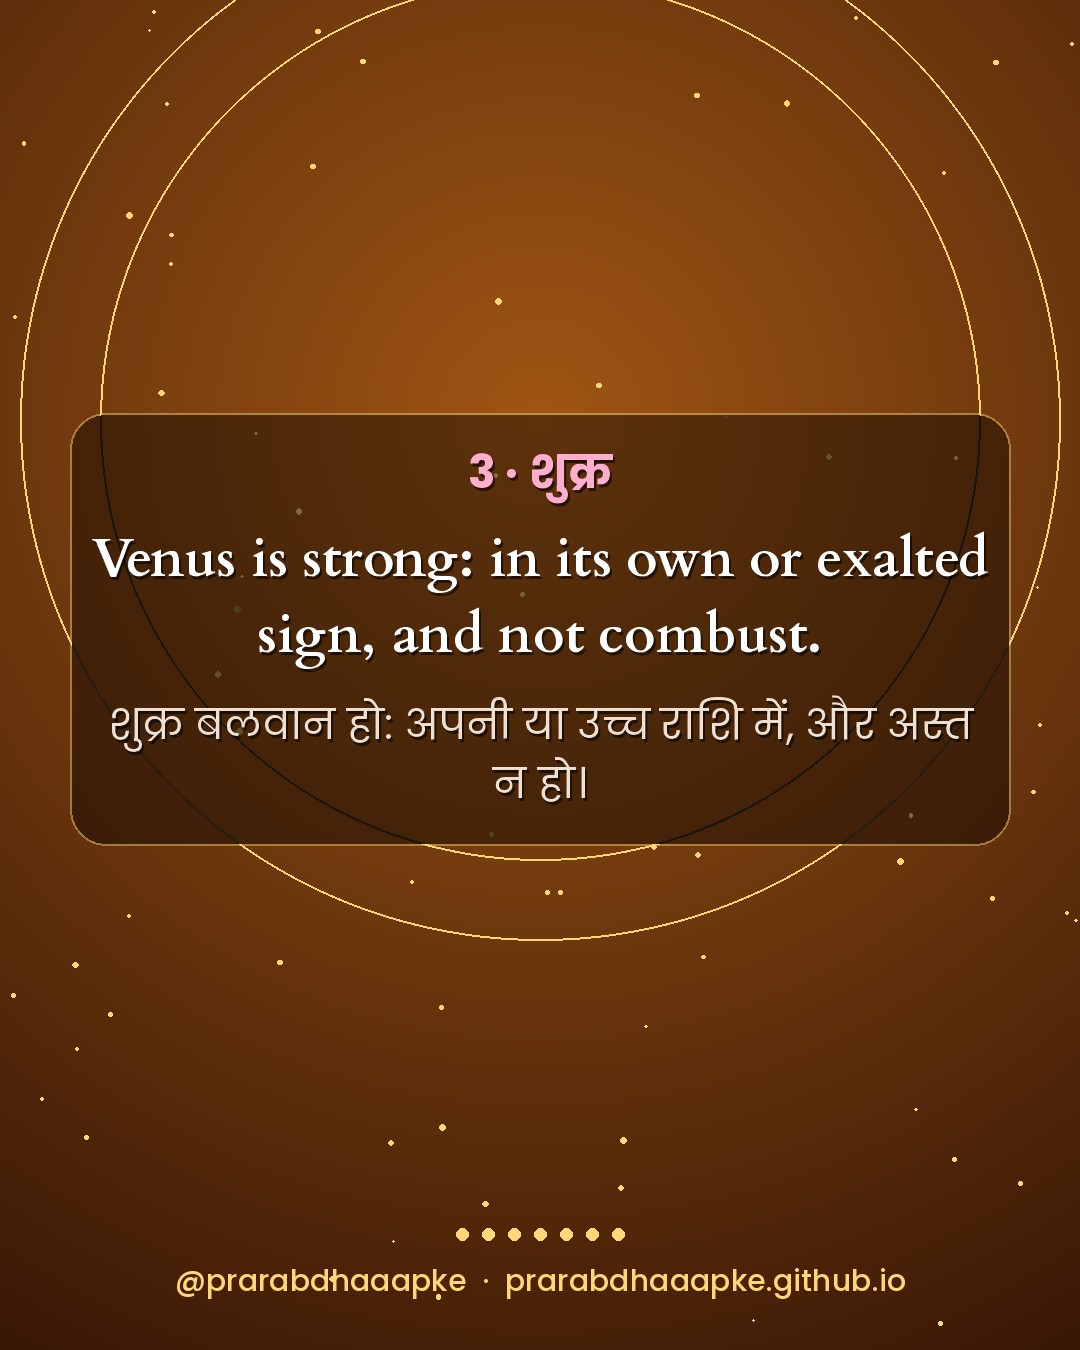 3 · शुक्र
Venus is strong: in its own or exalted
sign, and not combust.
शुक्र बलवान हो: अपनी या उच्च राशि में, और अस्त
न हो।
@prarabdhaaapke · prarabdhaaapke.github.io